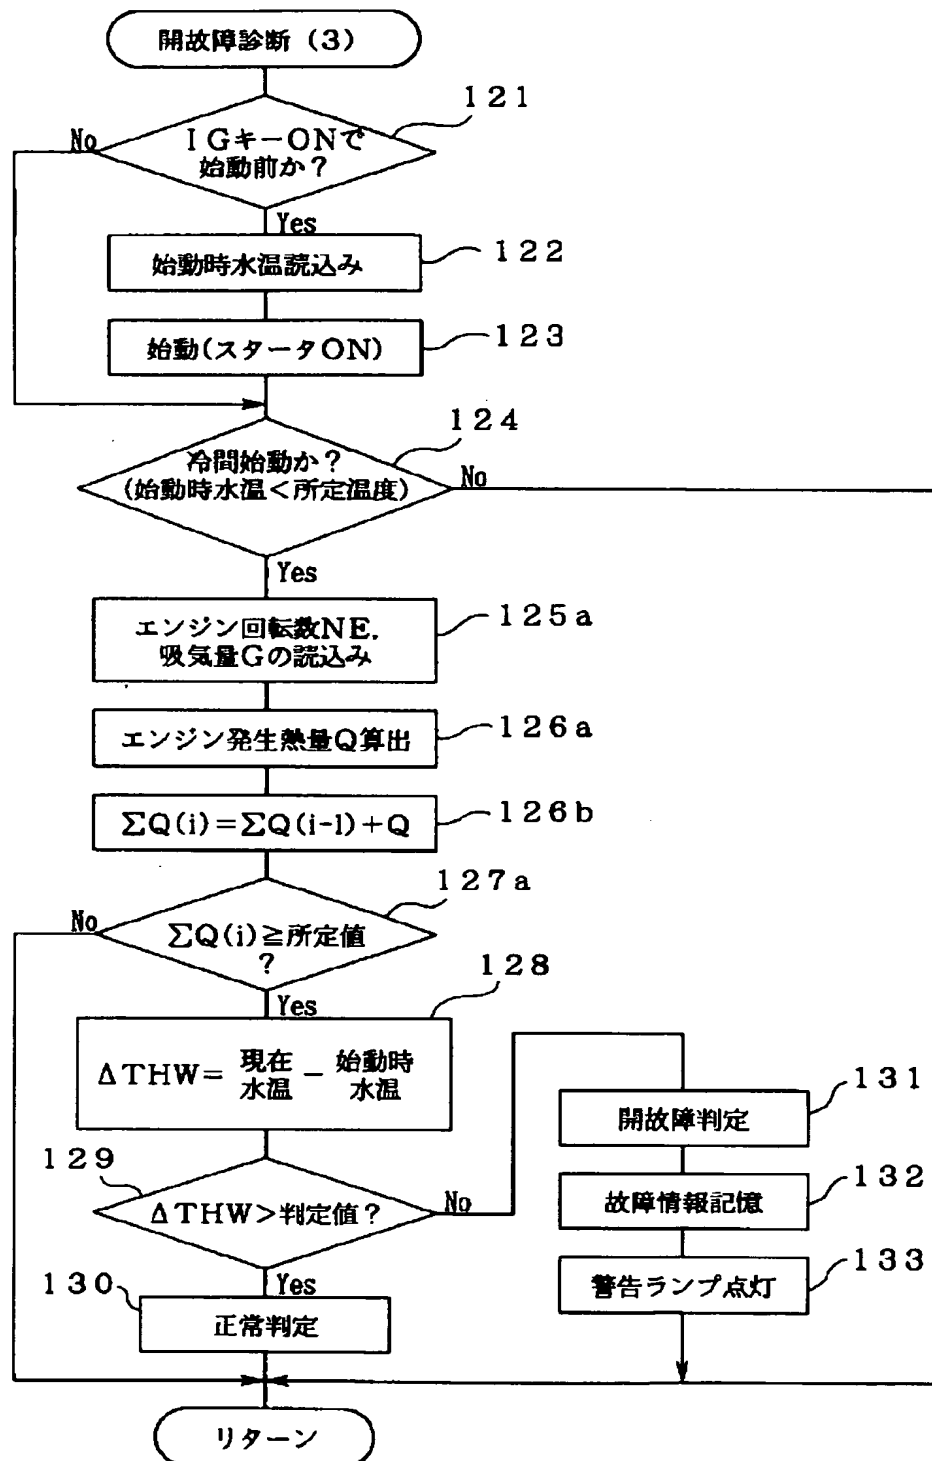 開故障診断(3)
121
No
IGキーONで
始動前か?
Yes
122
始動時水温読込み
123
始動(スタータON)
124
冷間始動か?
(始動時水温<所定温度)
No
Yes
125a
エンジン回転数NE.
吸気量Gの読込み
126a
エンジン発生熱量Q算出
126b
ΣQ(i)=ΣQ(i-1)+Q
127a
No
ΣQ(i)≧所定値
?
128
Yes
ΔTHW= 現在 − 始動時
水温 水温
131
開故障判定
129
132
ΔTHW>判定値?
No
故障情報記憶
133
130
Yes
警告ランプ点灯
正常判定
リターン